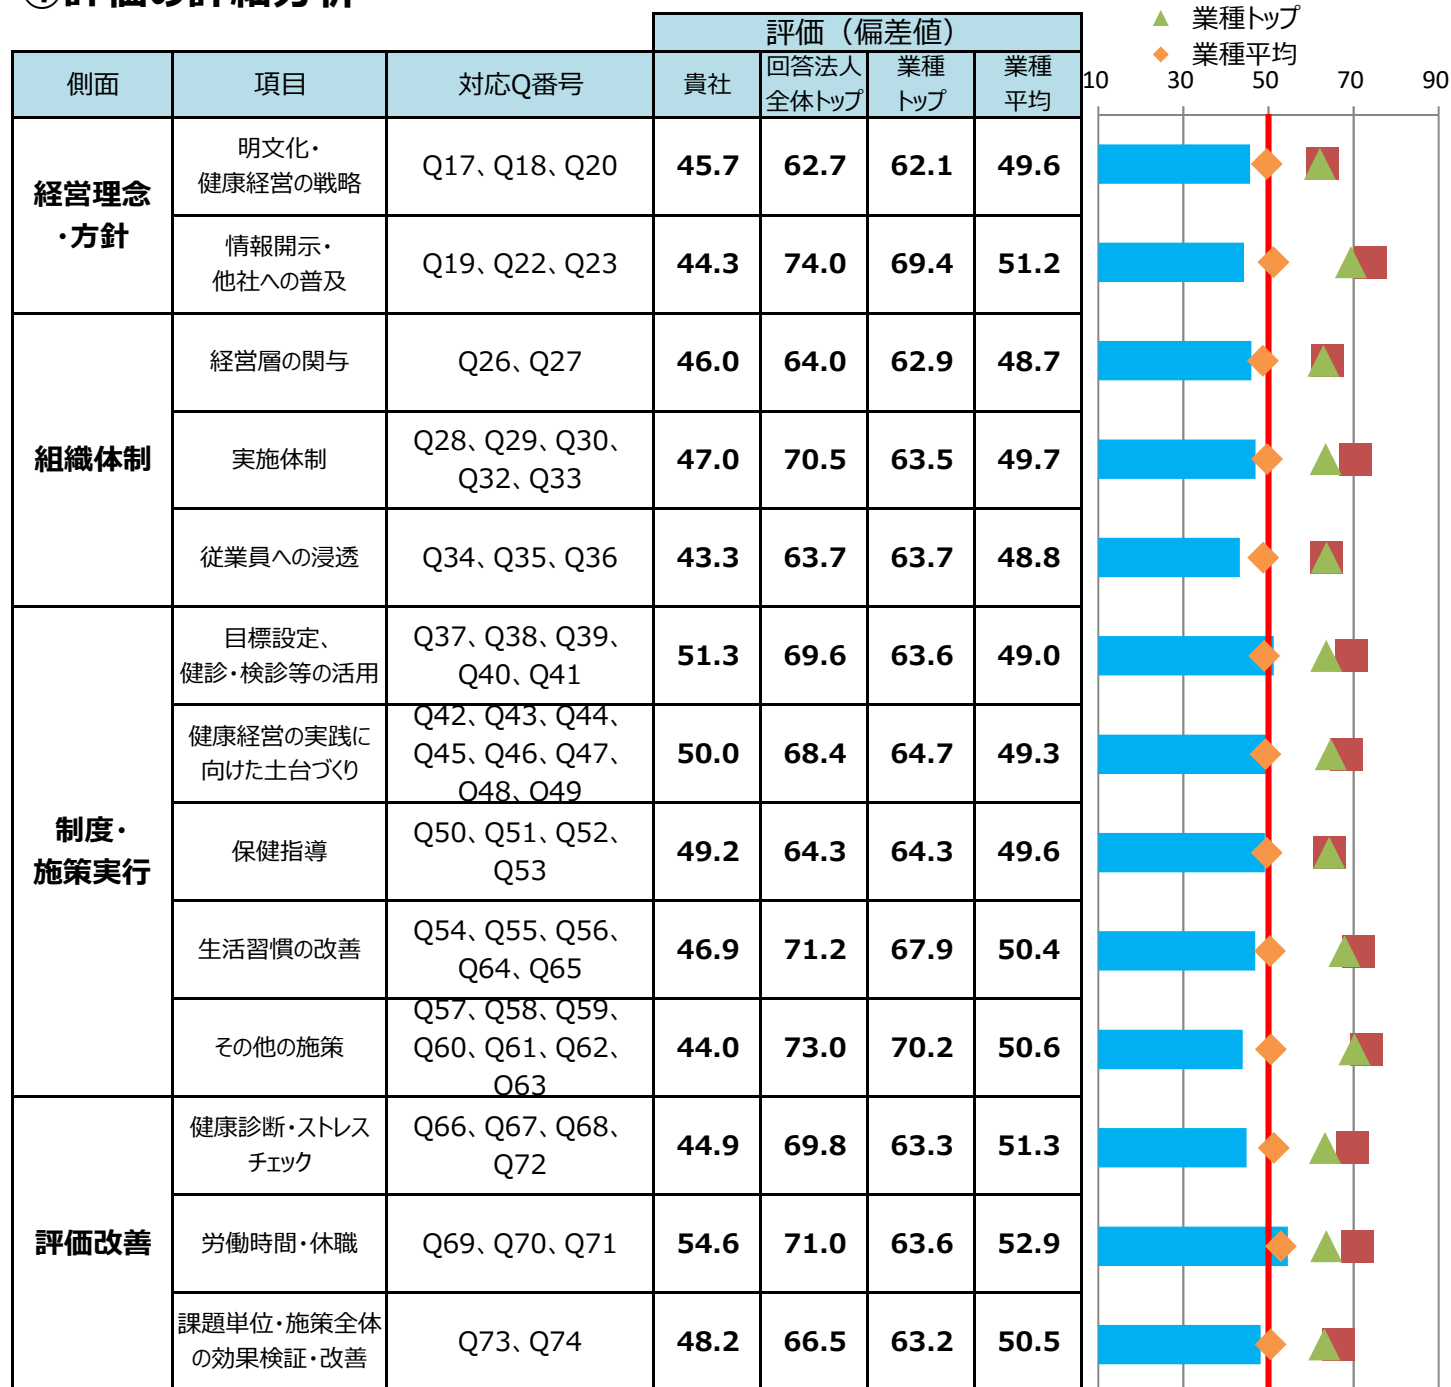 ▲ 業種トップ
◆ 業種平均
評価（偏差値）
側面 項目 対応Q番号 貴社 回答法人全体トップ 業種トップ 業種平均
10 30 50 70 90
経営理念
・方針
明文化・
健康経営の戦略
Q17、Q18、Q20 45.7 62.7 62.1 49.6
情報開示・
他社への普及
Q19、Q22、Q23 44.3 74.0 69.4 51.2
組織体制
経営層の関与 Q26、Q27 46.0 64.0 62.9 48.7
実施体制
Q28、Q29、Q30、
Q32、Q33
47.0 70.5 63.5 49.7
従業員への浸透 Q34、Q35、Q36 43.3 63.7 63.7 48.8
制度・
施策実行
目標設定、
健診・検診等の活用
Q37、Q38、Q39、
Q40、Q41
51.3 69.6 63.6 49.0
健康経営の実践に
向けた土台づくり
Q42、Q43、Q44、
Q45、Q46、Q47、
Q48、Q49
50.0 68.4 64.7 49.3
保健指導
Q50、Q51、Q52、
Q53
49.2 64.3 64.3 49.6
生活習慣の改善
Q54、Q55、Q56、
Q64、Q65
46.9 71.2 67.9 50.4
その他の施策
Q57、Q58、Q59、
Q60、Q61、Q62、
Q63
44.0 73.0 70.2 50.6
評価改善
健康診断・ストレス
チェック
Q66、Q67、Q68、
Q72
44.9 69.8 63.3 51.3
労働時間・休職 Q69、Q70、Q71 54.6 71.0 63.6 52.9
課題単位・施策全体
の効果検証・改善
Q73、Q74 48.2 66.5 63.2 50.5